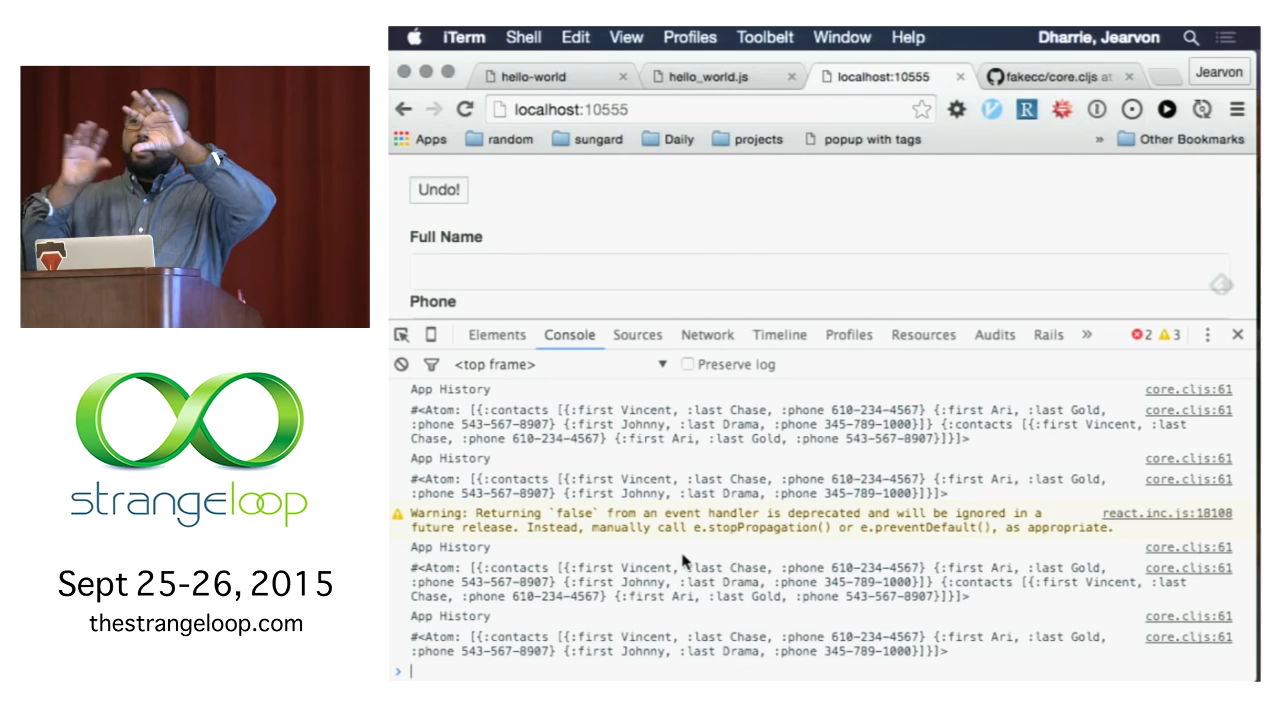 iTerm Shell Edit View Profiles Toolbelt Window Help Dharrie, Jearvon
hello-world hello_world.js localhost:10555 fakecc/core.cljs at Jearvon
localhost:10555
Apps random sungard Daily projects popup with tags » Other Bookmarks
Undo!
Full Name
Phone
Elements Console Sources Network Timeline Profiles Resources Audits Rails » 2 3
<top frame> Preserve log
App History core.cljs:61
#<Atom: [{:contacts [{:first Vincent, :last Chase, :phone 610-234-4567} {:first Ari, :last Gold, core.cljs:61
:phone 543-567-8907} {:first Johnny, :last Drama, :phone 345-789-1000}]} {:contacts [{:first Vincent, :last
Chase, :phone 610-234-4567} {:first Ari, :last Gold, :phone 543-567-8907}]}]>
App History core.cljs:61
#<Atom: [{:contacts [{:first Vincent, :last Chase, :phone 610-234-4567} {:first Ari, :last Gold, core.cljs:61
:phone 543-567-8907} {:first Johnny, :last Drama, :phone 345-789-1000}]}]>
Warning: Returning `false` from an event handler is deprecated and will be ignored in a react.inc.js:18108
future release. Instead, manually call e.stopPropagation() or e.preventDefault(), as appropriate.
App History core.cljs:61
#<Atom: [{:contacts [{:first Vincent, :last Chase, :phone 610-234-4567} {:first Ari, :last Gold, core.cljs:61
:phone 543-567-8907} {:first Johnny, :last Drama, :phone 345-789-1000}]} {:contacts [{:first Vincent, :last
Chase, :phone 610-234-4567} {:first Ari, :last Gold, :phone 543-567-8907}]}]>
App History core.cljs:61
#<Atom: [{:contacts [{:first Vincent, :last Chase, :phone 610-234-4567} {:first Ari, :last Gold, core.cljs:61
:phone 543-567-8907} {:first Johnny, :last Drama, :phone 345-789-1000}]}]>
>
strangeloop
Sept 25-26, 2015
thestrangeloop.com